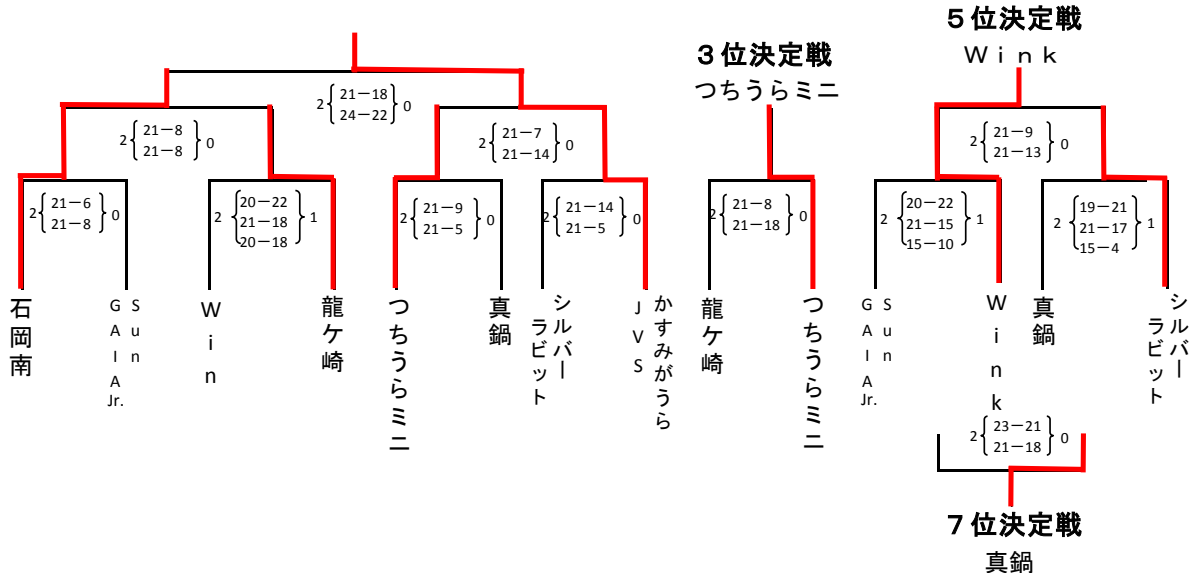 ５位決定戦
Ｗｉｎｋ
３位決定戦
つちうらミニ
2 21－18 0
24－22
2 21－8 0
21－8
2 21－7 0
21－14
2 21－9 0
21－13
2 21－6 0
21－8
2 20－22 1
21－18
20－18
2 21－9 0
21－5
2 21－14 0
21－5
2 21－8 0
21－18
2 20－22 1
21－15
15－10
2 19－21 1
21－17
15－4
石岡南
Sun
GAIA Jr.
Ｗｉｎ
龍ケ崎
つちうらミニ
真鍋
シルバー
ラビット
かすみがうら
JVS
龍ケ崎
つちうらミニ
Sun
GAIA Jr.
Ｗｉｎｋ
真鍋
シルバー
ラビット
2 23－21 0
21－18
７位決定戦
真鍋